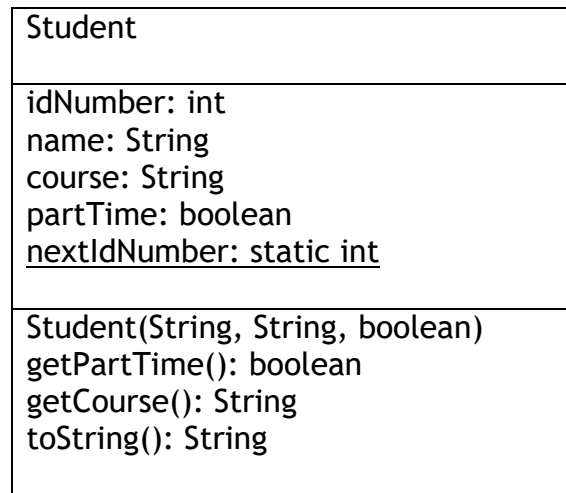 Student
idNumber: int
name: String
course: String
partTime: boolean
nextIdNumber: static int
Student(String, String, boolean)
getPartTime(): boolean
getCourse(): String
toString(): String